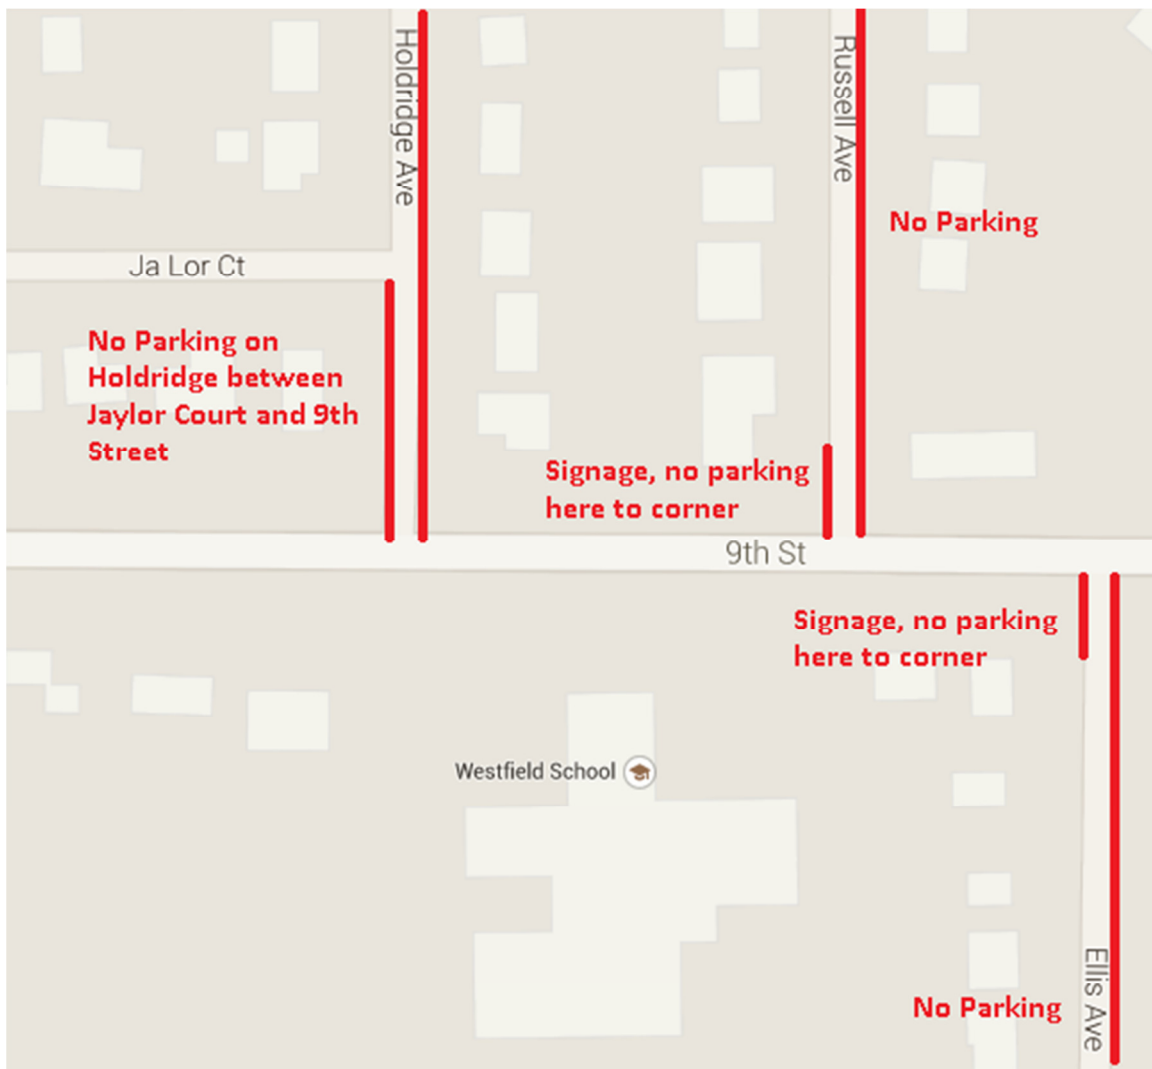 Holdridge Ave
Russell Ave
No Parking
Ja Lor Ct
No Parking on
Holdridge between
Jaylor Court and 9th
Street
Signage, no parking
here to corner
9th St
Signage, no parking
here to corner
Westfield School
Ellis Ave
No Parking